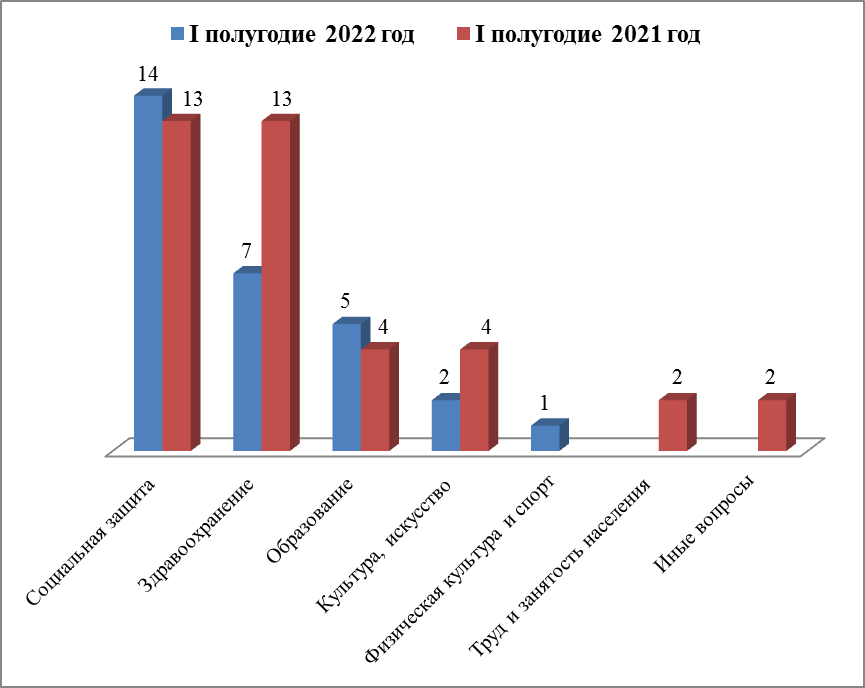 I полугодие 2022 год I полугодие 2021 год
14 13
7 13
5 4
2 4
1
2
2
Социальная защита
Здравоохранение
Образование
Культура, искусство
Физическая культура и спорт
Труд и занятость населения
Иные вопросы